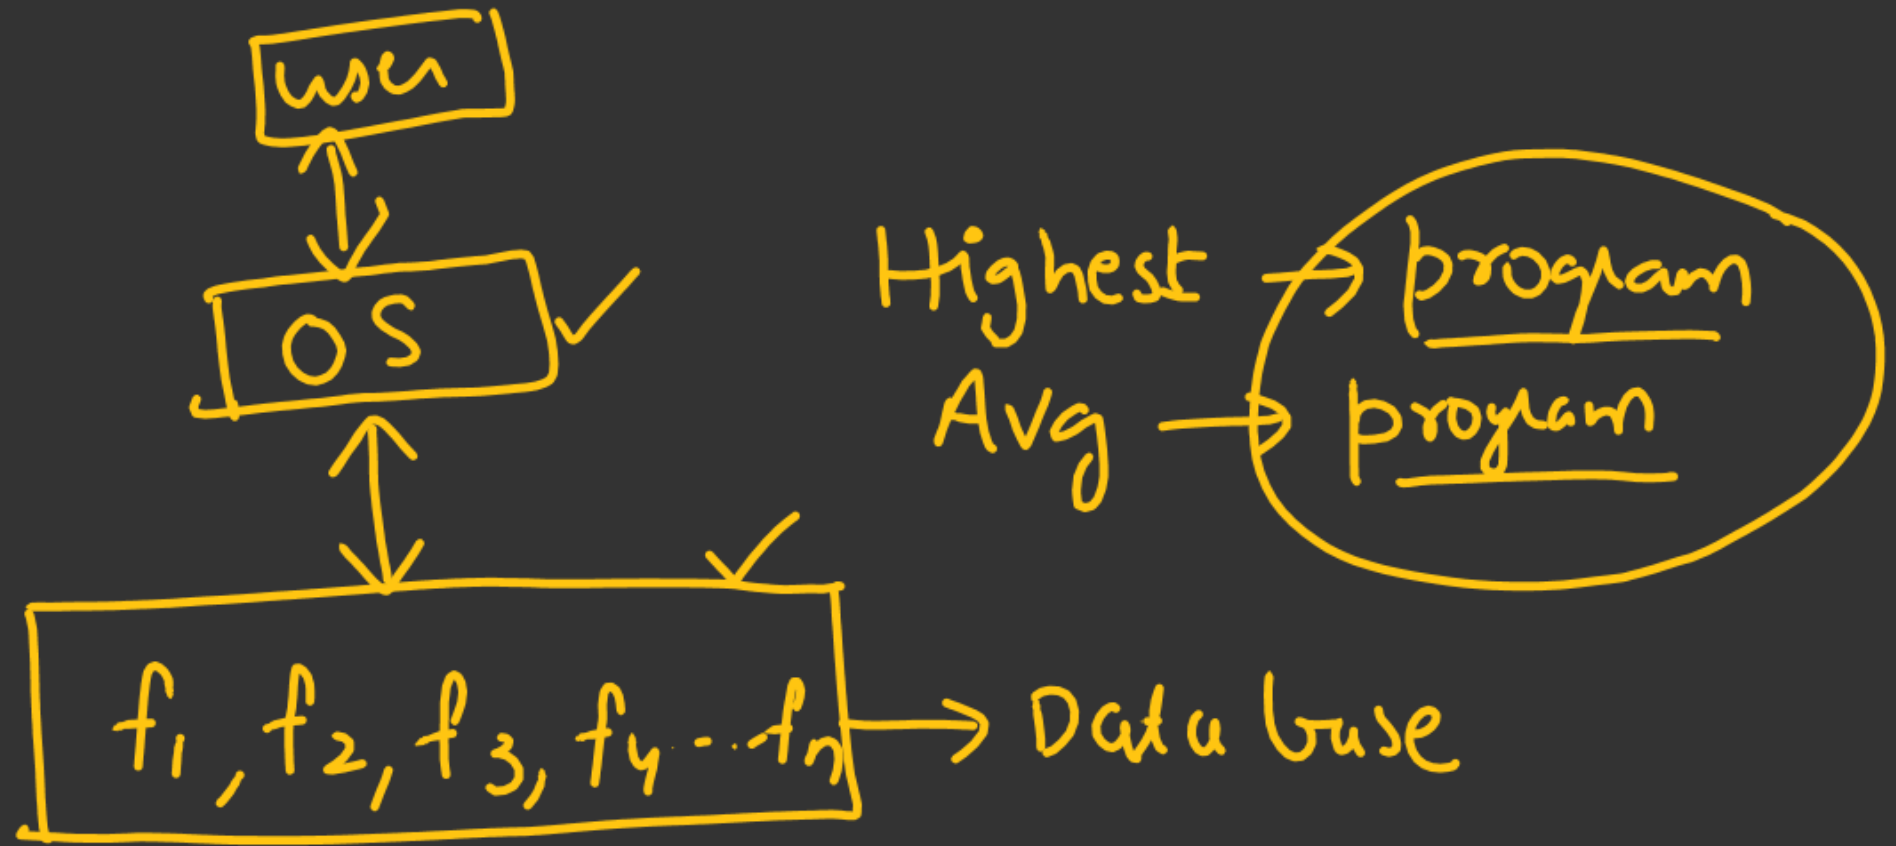 user
OS
Highest → program
Avg → program
f1, f2, f3, f4 ... fn → Data base